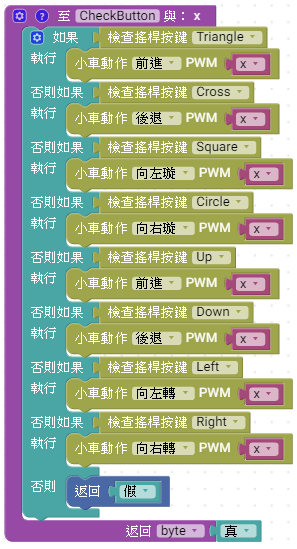 至 CheckButton 與：x
如果 檢查搖桿按鍵 Triangle
執行 小車動作 前進 PWM x
否則如果 檢查搖桿按鍵 Cross
執行 小車動作 後退 PWM x
否則如果 檢查搖桿按鍵 Square
執行 小車動作 向左璇 PWM x
否則如果 檢查搖桿按鍵 Circle
執行 小車動作 向右璇 PWM x
否則如果 檢查搖桿按鍵 Up
執行 小車動作 前進 PWM x
否則如果 檢查搖桿按鍵 Down
執行 小車動作 後退 PWM x
否則如果 檢查搖桿按鍵 Left
執行 小車動作 向左轉 PWM x
否則如果 檢查搖桿按鍵 Right
執行 小車動作 向右轉 PWM x
否則 返回 假
返回 byte 真